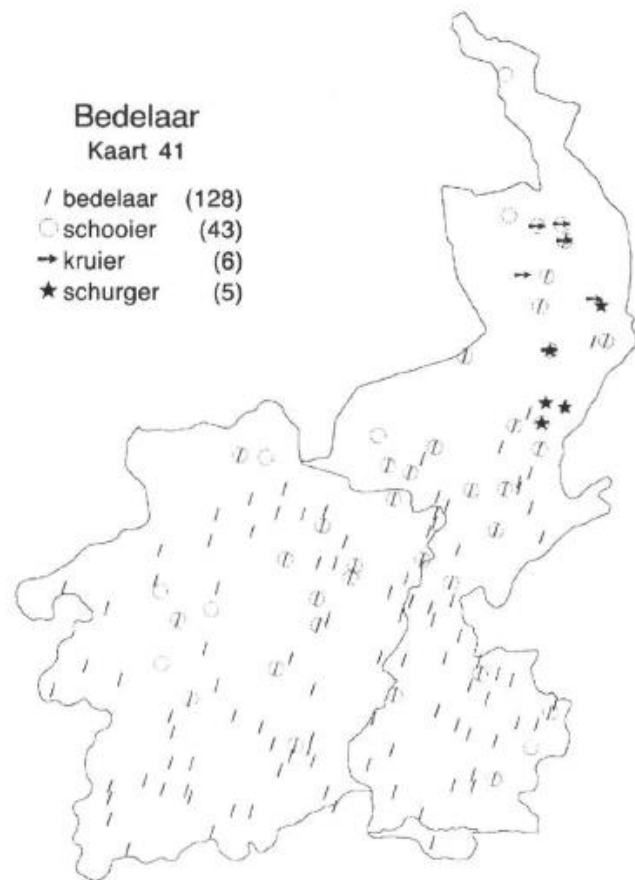 Bedelaar
Kaart 41
bedelaar (128)
schooier (43)
kruier (6)
schurger (5)